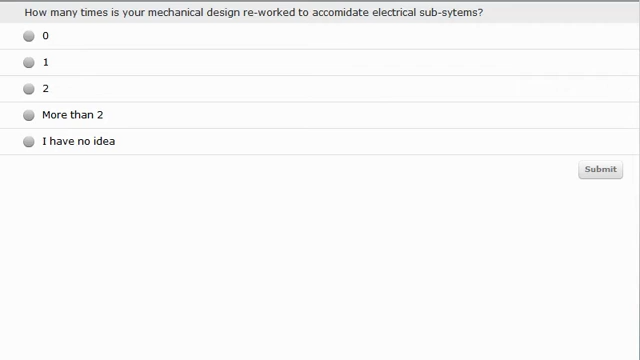 How many times is your mechanical design re-worked to accomidate electrical sub-sytems?
0
1
2
More than 2
I have no idea
Submit